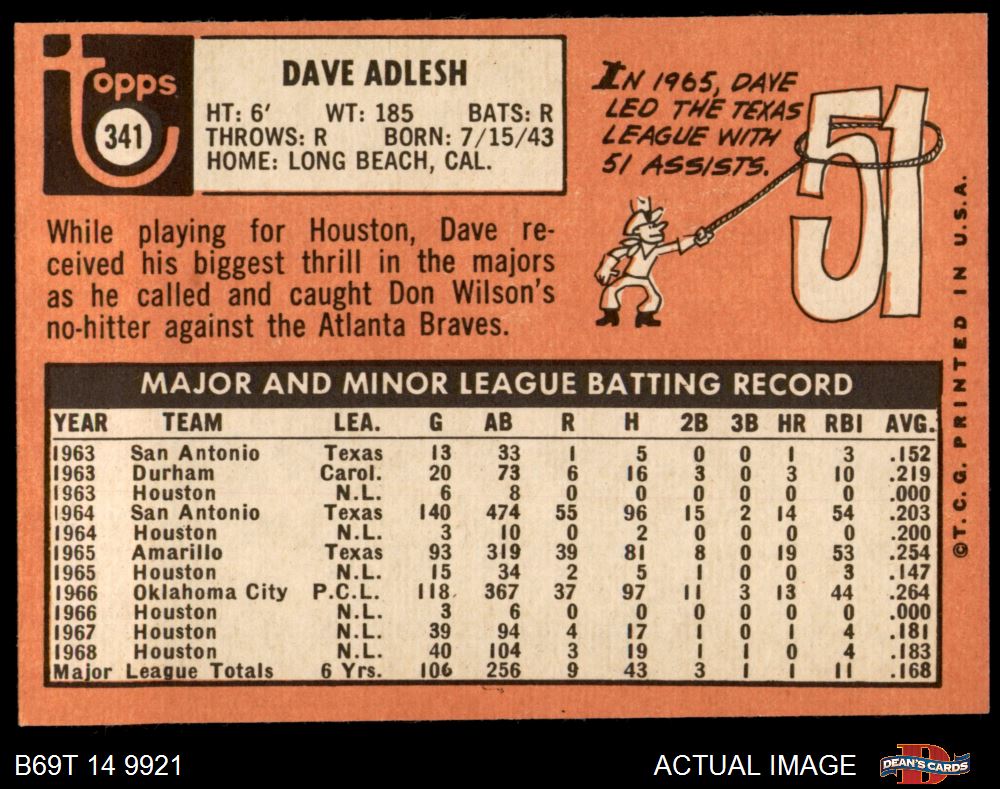 topps
341
DAVE ADLESH
HT: 6' WT: 185 BATS: R
THROWS: R BORN: 7/15/43
HOME: LONG BEACH, CAL.
IN 1965, DAVE
LED THE TEXAS
LEAGUE WITH
51 ASSISTS.
51
While playing for Houston, Dave re-
ceived his biggest thrill in the majors
as he called and caught Don Wilson's
no-hitter against the Atlanta Braves.
MAJOR AND MINOR LEAGUE BATTING RECORD
YEAR TEAM LEA. G AB R H 2B 3B HR RBI AVG.
1963 San Antonio Texas 13 33 1 5 0 0 1 3 .152
1963 Durham Carol. 20 73 6 16 3 0 3 10 .219
1963 Houston N.L. 6 8 0 0 0 0 0 0 .000
1964 San Antonio Texas 140 474 55 96 15 2 14 54 .203
1964 Houston N.L. 3 10 0 2 0 0 0 0 .200
1965 Amarillo Texas 93 319 39 81 8 0 19 53 .254
1965 Houston N.L. 15 34 2 5 1 0 0 3 .147
1966 Oklahoma City P.C.L. 118 367 37 97 11 3 13 44 .264
1966 Houston N.L. 3 6 0 0 0 0 0 0 .000
1967 Houston N.L. 39 94 4 17 1 0 1 4 .181
1968 Houston N.L. 40 104 3 19 1 1 0 4 .183
Major League Totals 6 Yrs. 106 256 9 43 3 1 1 11 .168
©T.C.G. PRINTED IN U.S.A.
B69T 14 9921
ACTUAL IMAGE
D
DEAN'S CARDS